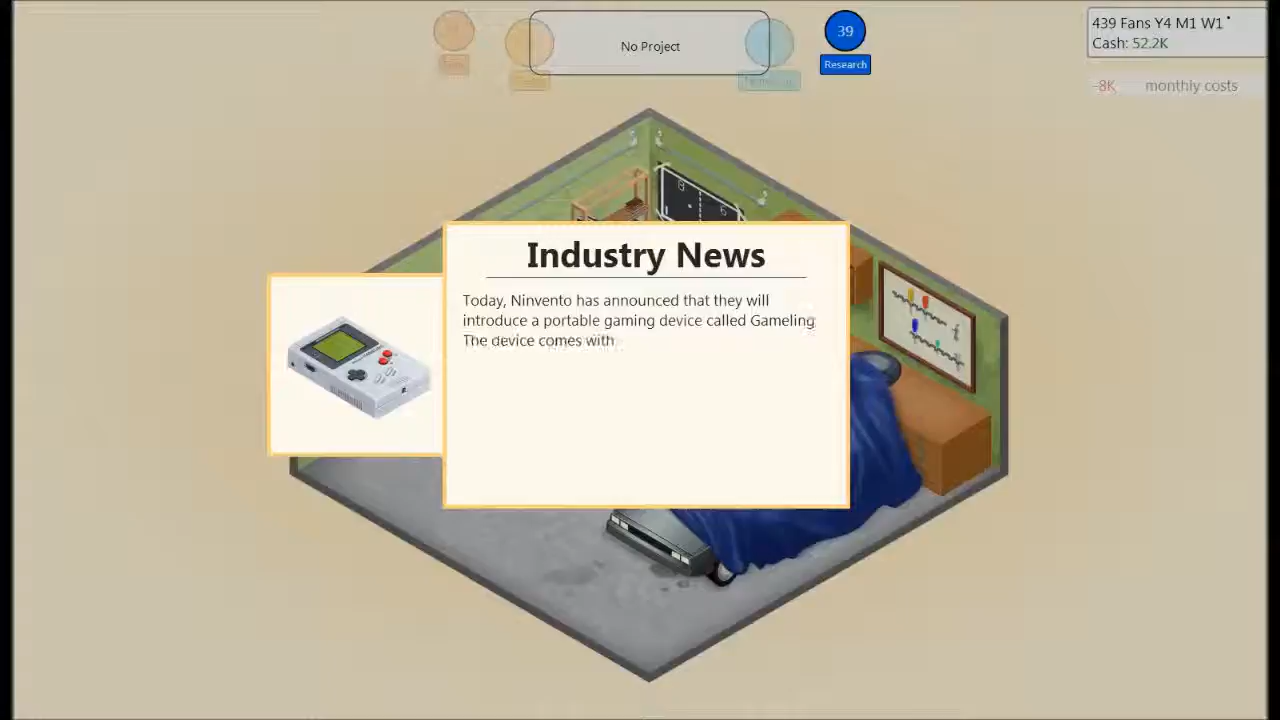 No Project
39
Research
439 Fans Y4 M1 W1
Cash: 52.2K
-8K monthly costs
Industry News
Today, Ninvento has announced that they will
introduce a portable gaming device called Gameling
The device comes with